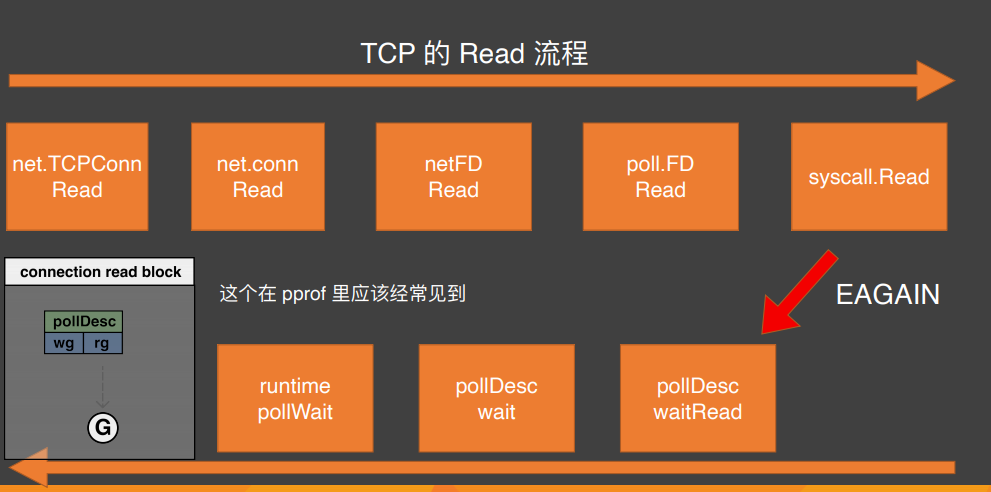 TCP 的 Read 流程
net.TCPConn
Read
net.conn
Read
netFD
Read
poll.FD
Read
syscall.Read
connection read block
pollDesc
wg
rg
G
这个在 pprof 里应该经常见到
EAGAIN
runtime
pollWait
pollDesc
wait
pollDesc
waitRead